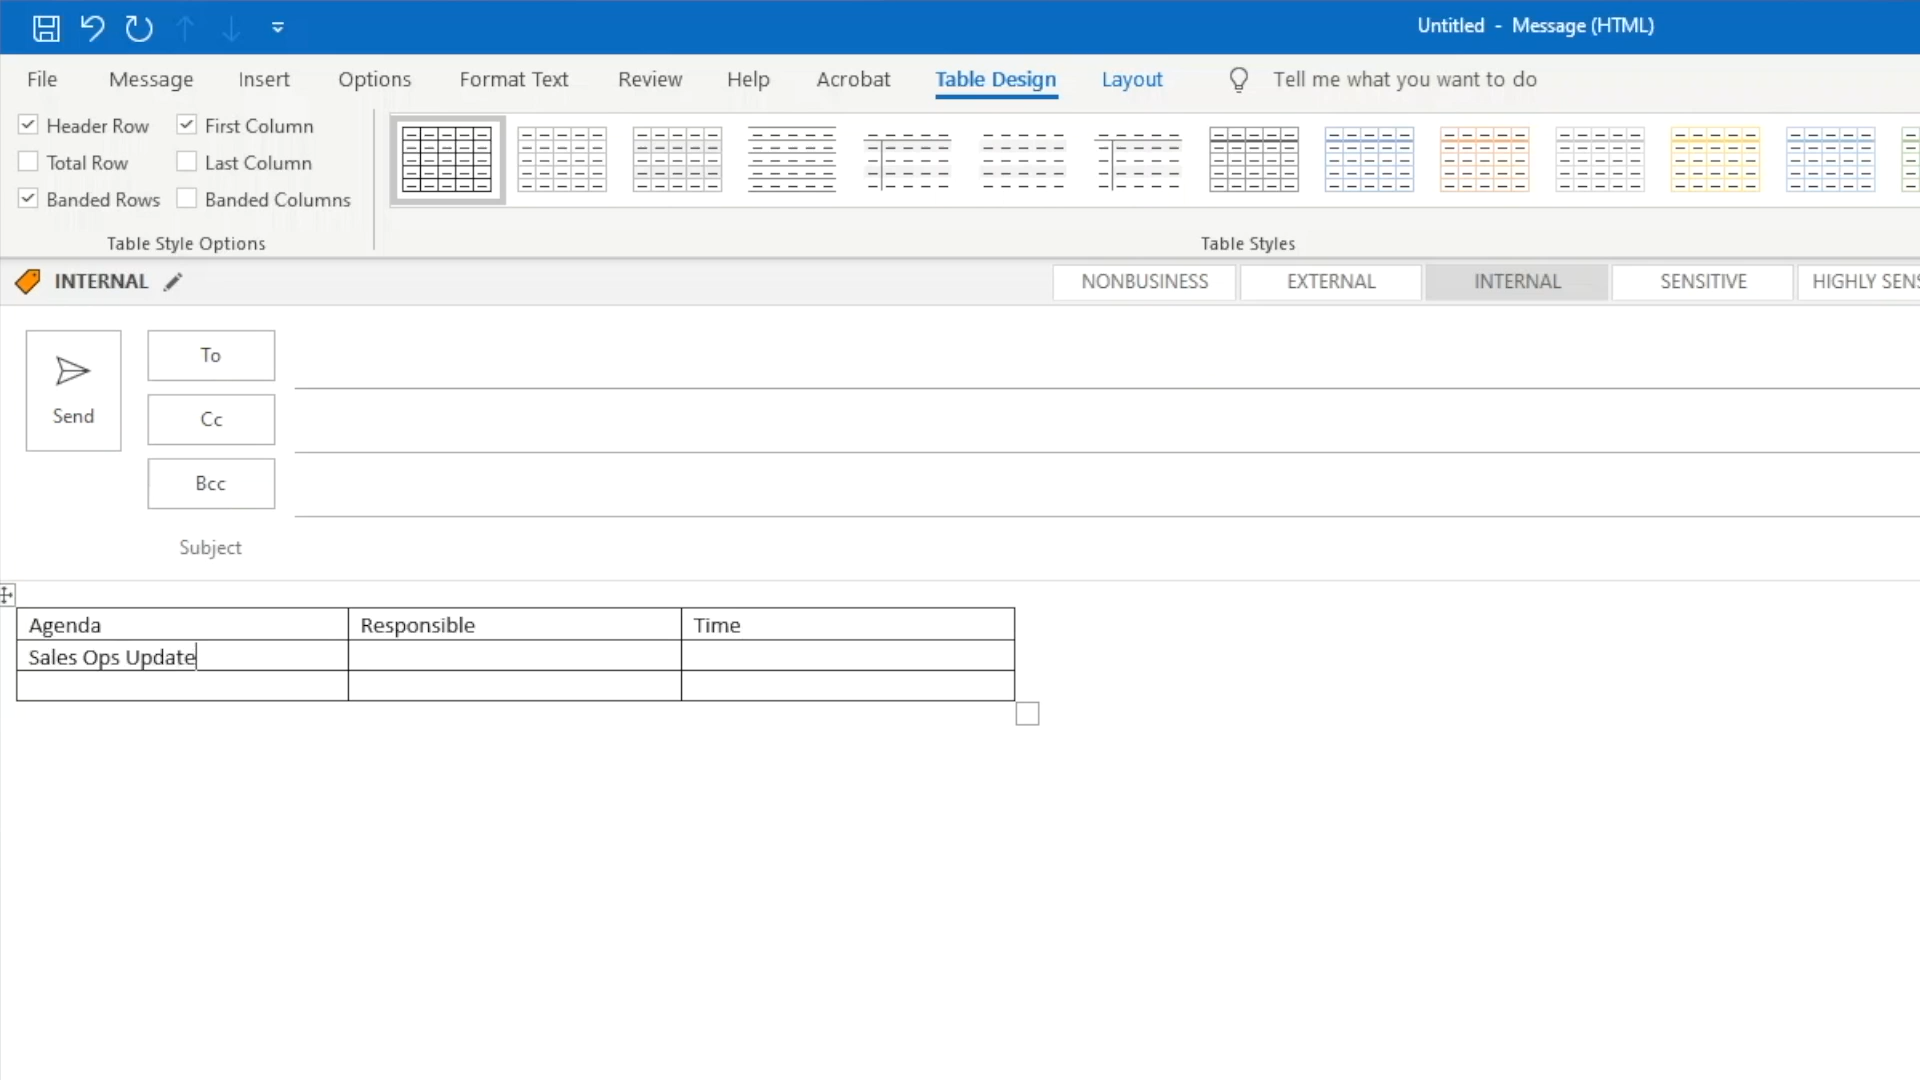 Untitled - Message (HTML)
File Message Insert Options Format Text Review Help Acrobat Table Design Layout Tell me what you want to do
Header Row First Column
Total Row Last Column
Banded Rows Banded Columns
Table Style Options Table Styles
INTERNAL NONBUSINESS EXTERNAL INTERNAL SENSITIVE HIGHLY SENS
To
Send
Cc
Bcc
Subject
Agenda Responsible Time
Sales Ops Update